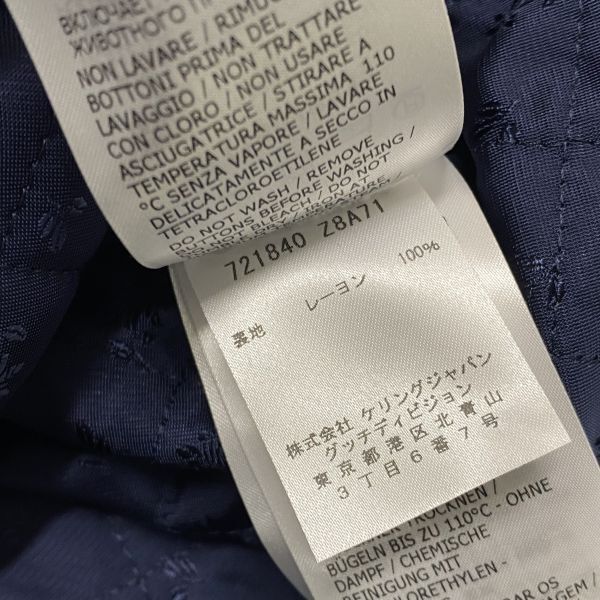 ВКЛЮЧАЕТ
ЖИВОТНОГО ПР
NON LAVARE / RIMUO
BOTTONI PRIMA DEL
LAVAGGIO / NON TRATTARE
CON CLORO / NON USARE
ASCIUGATRICE / STIRARE A
TEMPERATURA MASSIMA 110
°C SENZA VAPORE / LAVARE
DELICATAMENTE A SECCO IN
TETRACLOROETILENE
DO NOT WASH / REMOVE
BUTTONS BEFORE WASHING /
721840 Z8A71
裏地 レーヨン 100%
株式会社 ケリングジャパン
グッチディビジョン
東京都港区北青山
3丁目6番7号
TROCKNEN /
BÜGELN BIS ZU 110°C - OHNE
DAMPF / CHEMISCHE
REINIGUNG MIT